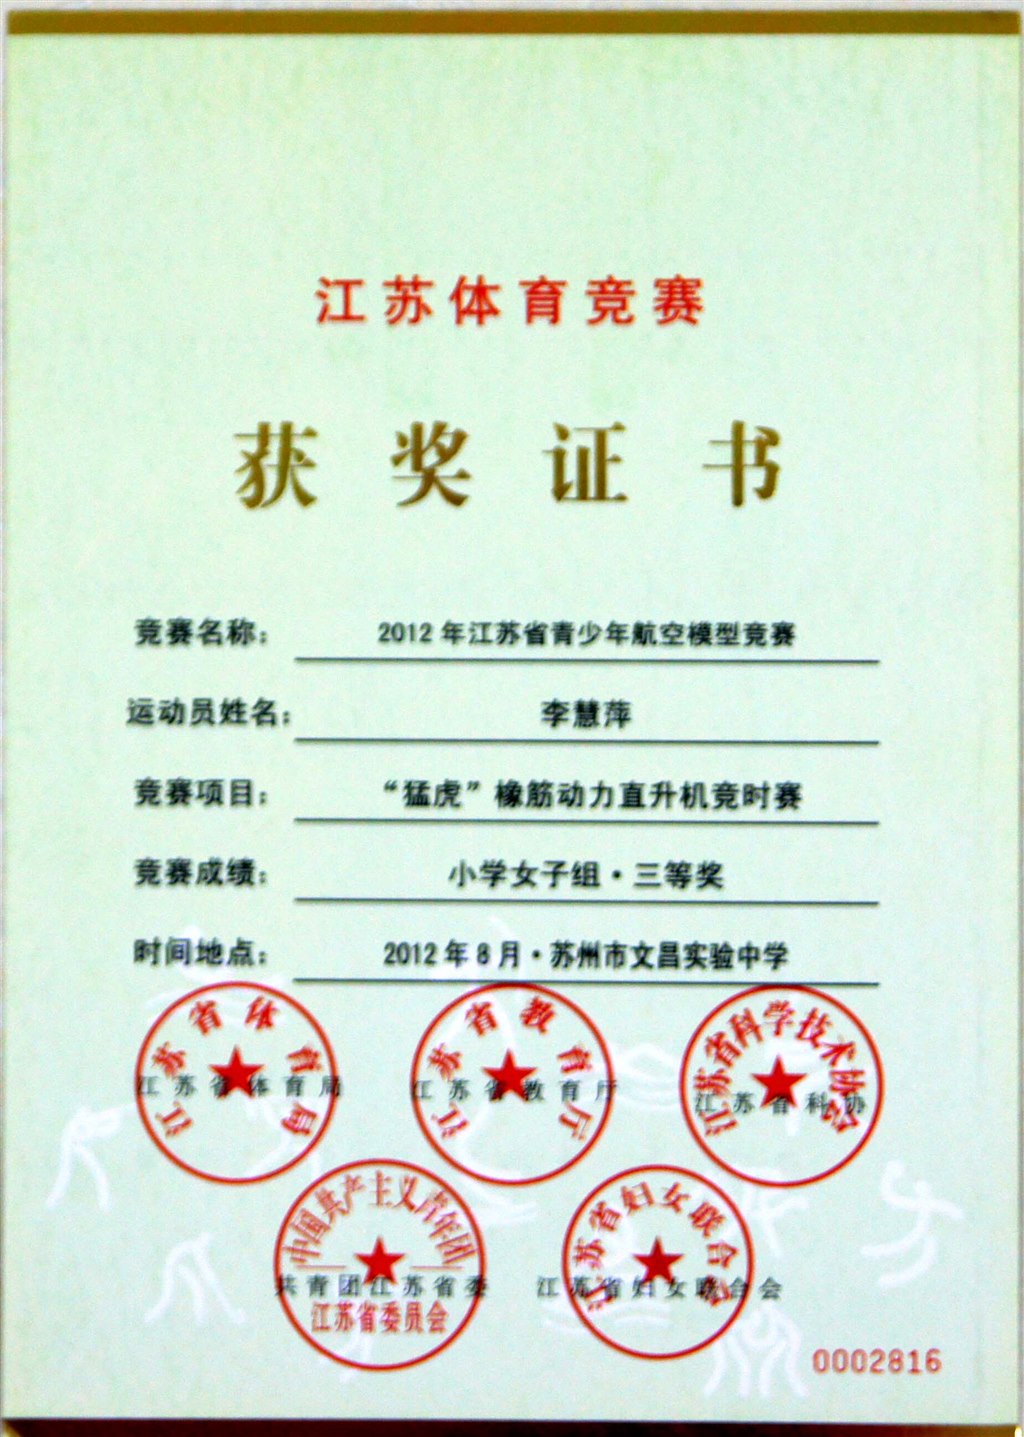 江苏体育竞赛
获奖证书
竞赛名称： 2012年江苏省青少年航空模型竞赛
运动员姓名： 李慧萍
竞赛项目： “猛虎”橡筋动力直升机竞时赛
竞赛成绩： 小学女子组·三等奖
时间地点： 2012年8月·苏州市文昌实验中学
江苏省体育局
江苏省体育局
江苏省教育厅
江苏省教育厅
江苏省科学技术协会
江苏省科协
中国共产主义青年团
共青团江苏省委
江苏省委员会
江苏省妇女联合会
江苏省妇女联合会
0002816